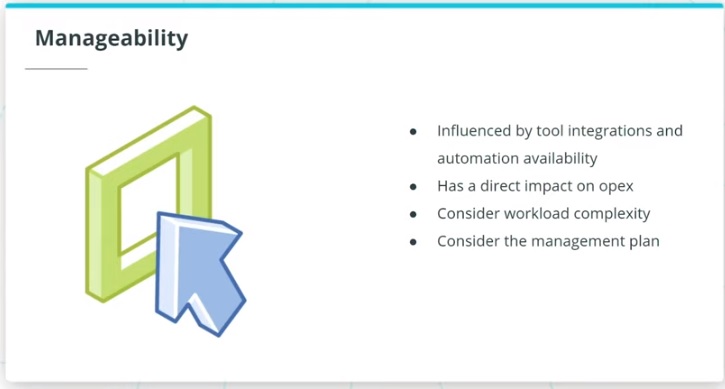 Manageability
● Influenced by tool integrations and
automation availability
● Has a direct impact on opex
● Consider workload complexity
● Consider the management plan